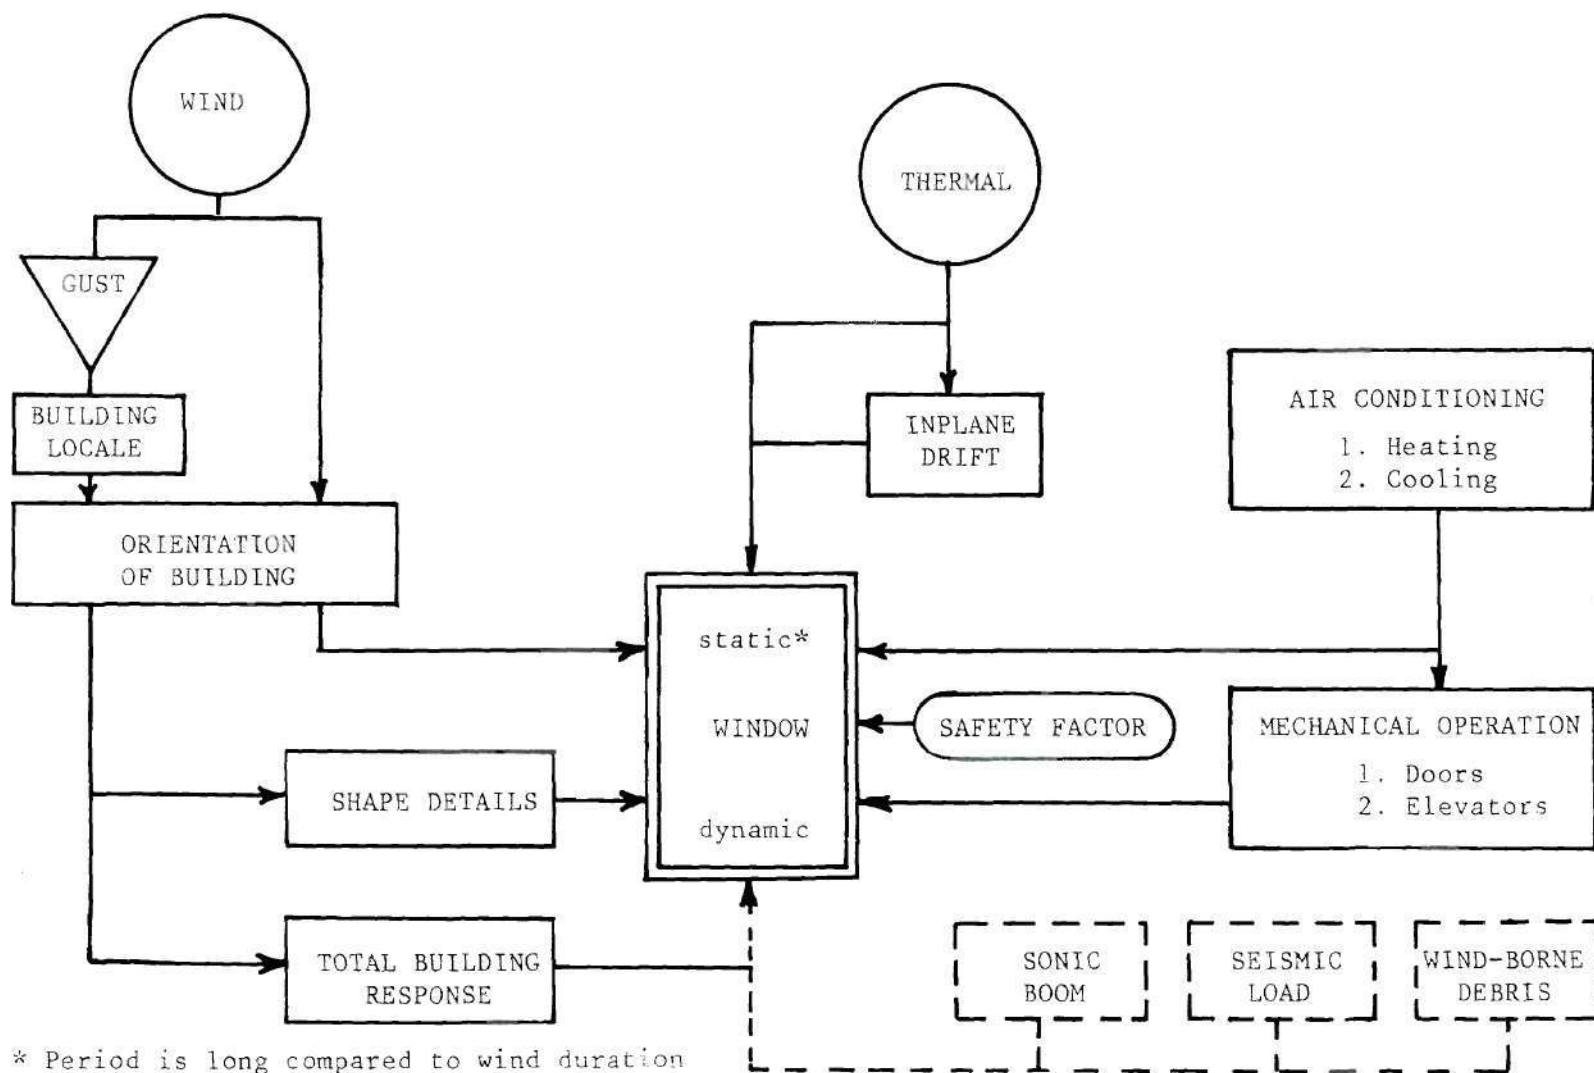 WIND
THERMAL
GUST
BUILDING
LOCALE
INPLANE
DRIFT
AIR CONDITIONING
1. Heating
2. Cooling
ORIENTATION
OF BUILDING
static*
WINDOW
dynamic
SAFETY FACTOR
MECHANICAL OPERATION
1. Doors
2. Elevators
SHAPE DETAILS
TOTAL BUILDING
RESPONSE
SONIC
BOOM
SEISMIC
LOAD
WIND-BORNE
DEBRIS
* Period is long compared to wind duration